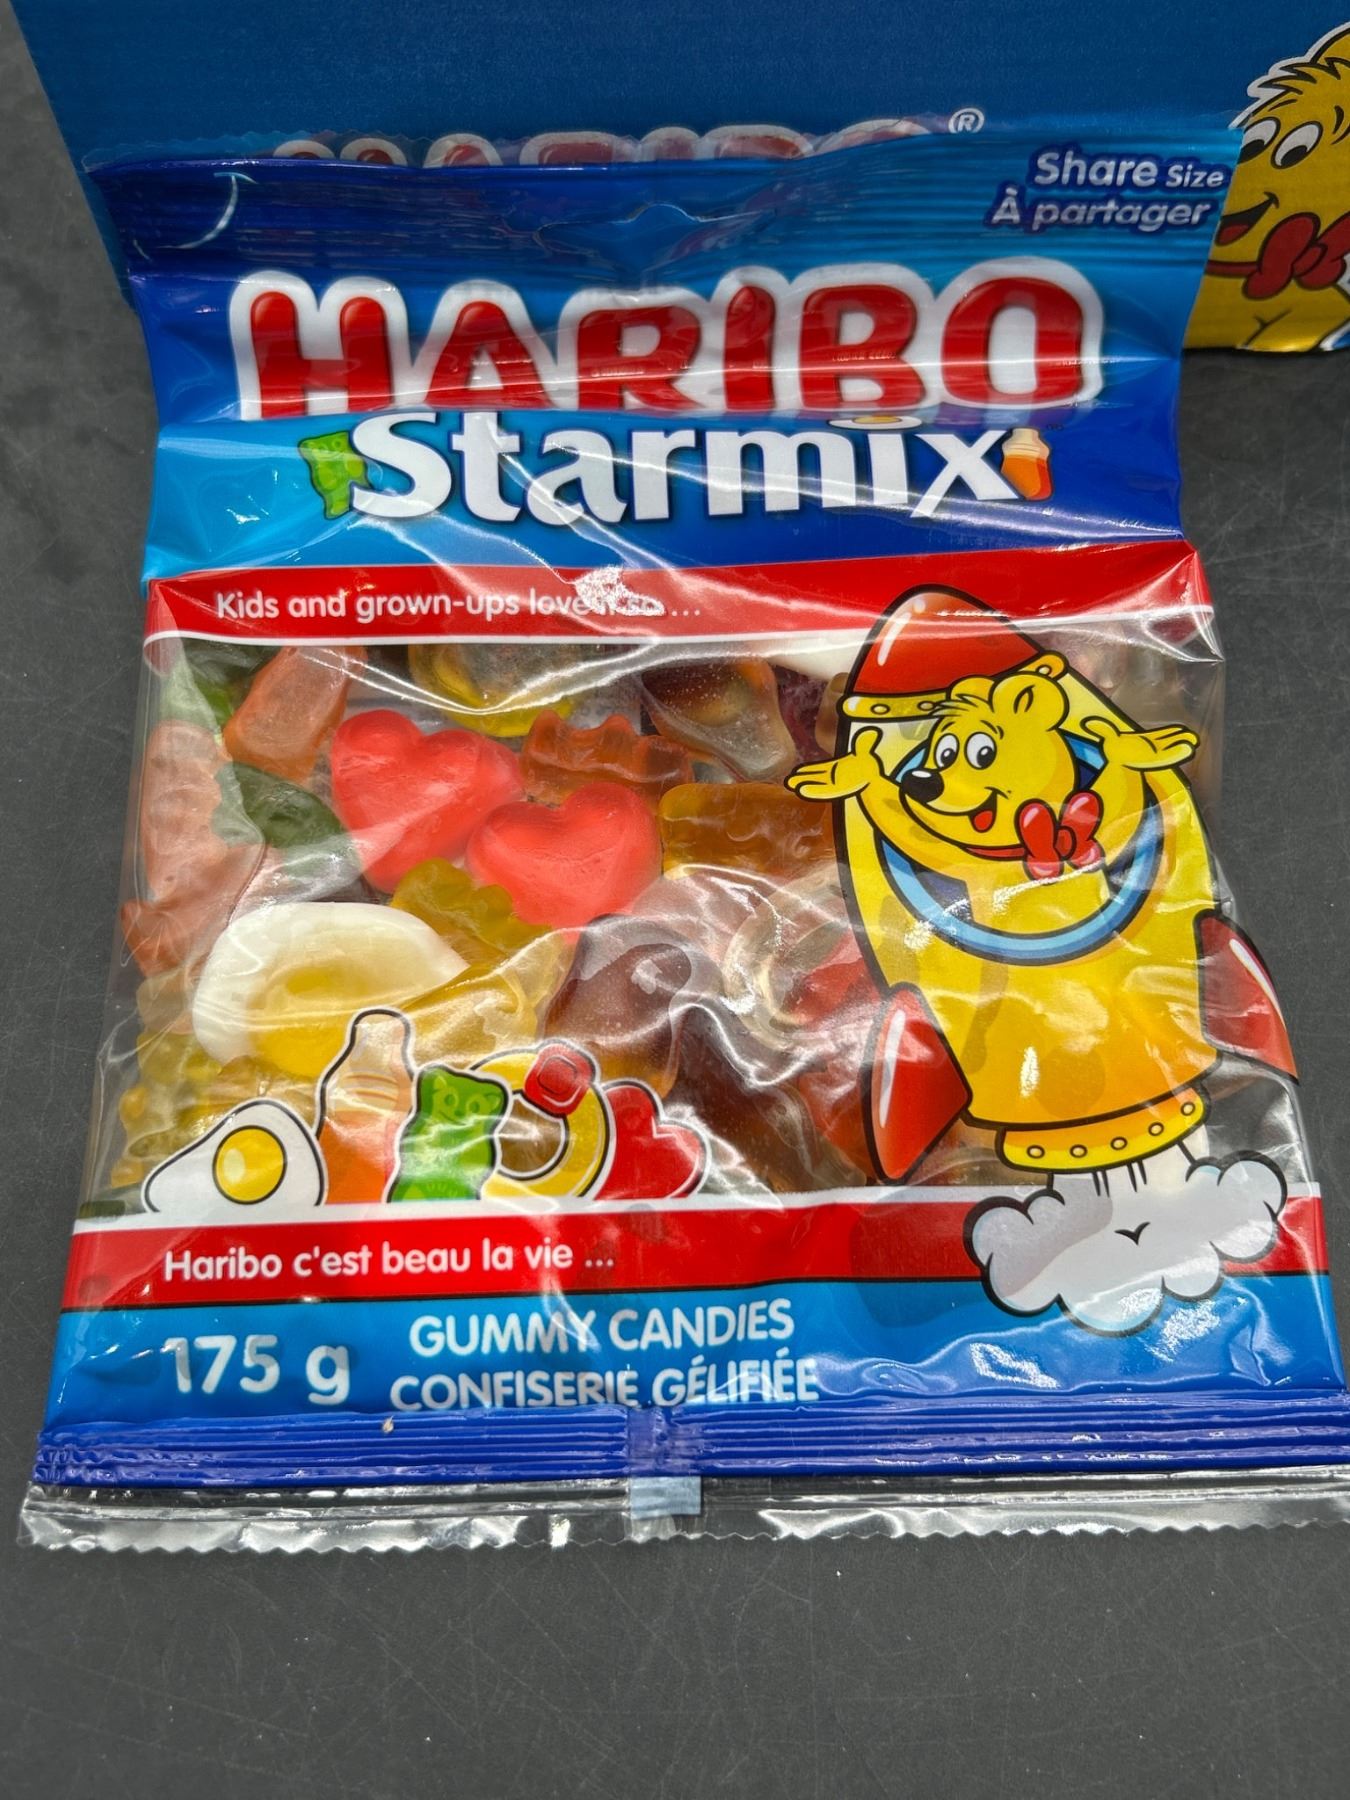 ®
Share Size
À partager
HARIBO
Starmix
Kids and grown-ups love it so ...
Haribo c'est beau la vie ...
175 g
GUMMY CANDIES
CONFISERIE GÉLIFIÉE